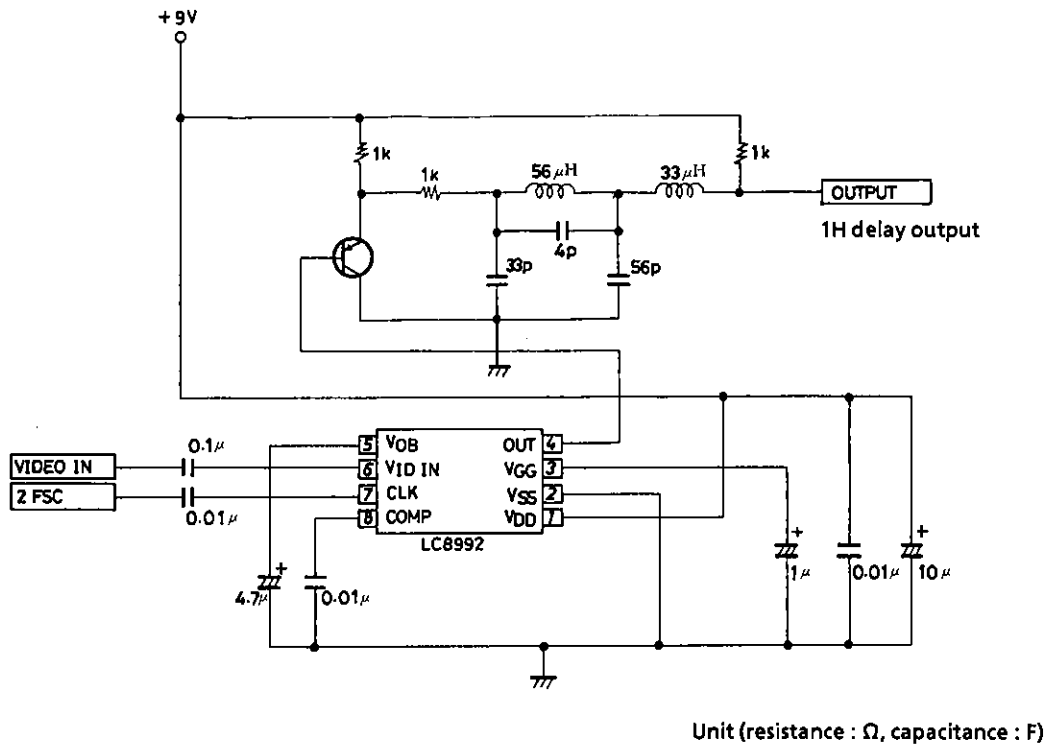 +9V
1k
1k
56μH
33μH
1k
OUTPUT
1H delay output
4p
33p
56p
VIDEO IN
0.1μ
2 FSC
0.01μ
5 VOB
6 VID IN
7 CLK
8 COMP
OUT 4
VGG 3
VSS 2
VDD 1
LC8992
+
4.7μ
0.01μ
+
1μ
0.01μ
+
10μ
Unit (resistance : Ω, capacitance : F)